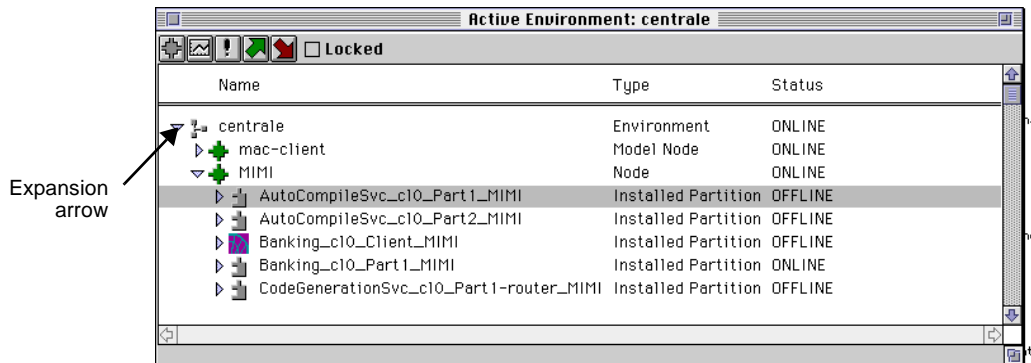 Active Environment: centrale
Locked
Name Type Status
centrale Environment ONLINE
mac-client Model Node ONLINE
MIMI Node ONLINE
Expansion
arrow
AutoCompileSvc_cl0_Part1_MIMI Installed Partition OFFLINE
AutoCompileSvc_cl0_Part2_MIMI Installed Partition OFFLINE
Banking_cl0_Client_MIMI Installed Partition OFFLINE
Banking_cl0_Part1_MIMI Installed Partition ONLINE
CodeGenerationSvc_cl0_Part1-router_MIMI Installed Partition OFFLINE